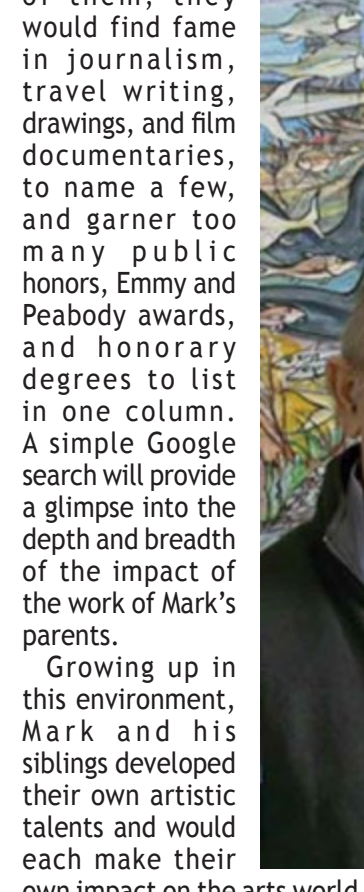 of them, they
would find fame
in journalism,
travel writing,
drawings, and film
documentaries,
to name a few,
and garner too
many public
honors, Emmy and
Peabody awards,
and honorary
degrees to list
in one column.
A simple Google
search will provide
a glimpse into the
depth and breadth
of the impact of
the work of Mark’s
parents.
Growing up in
this environment,
Mark and his
siblings developed
their own artistic
talents and would
each make their
own impact on the arts world